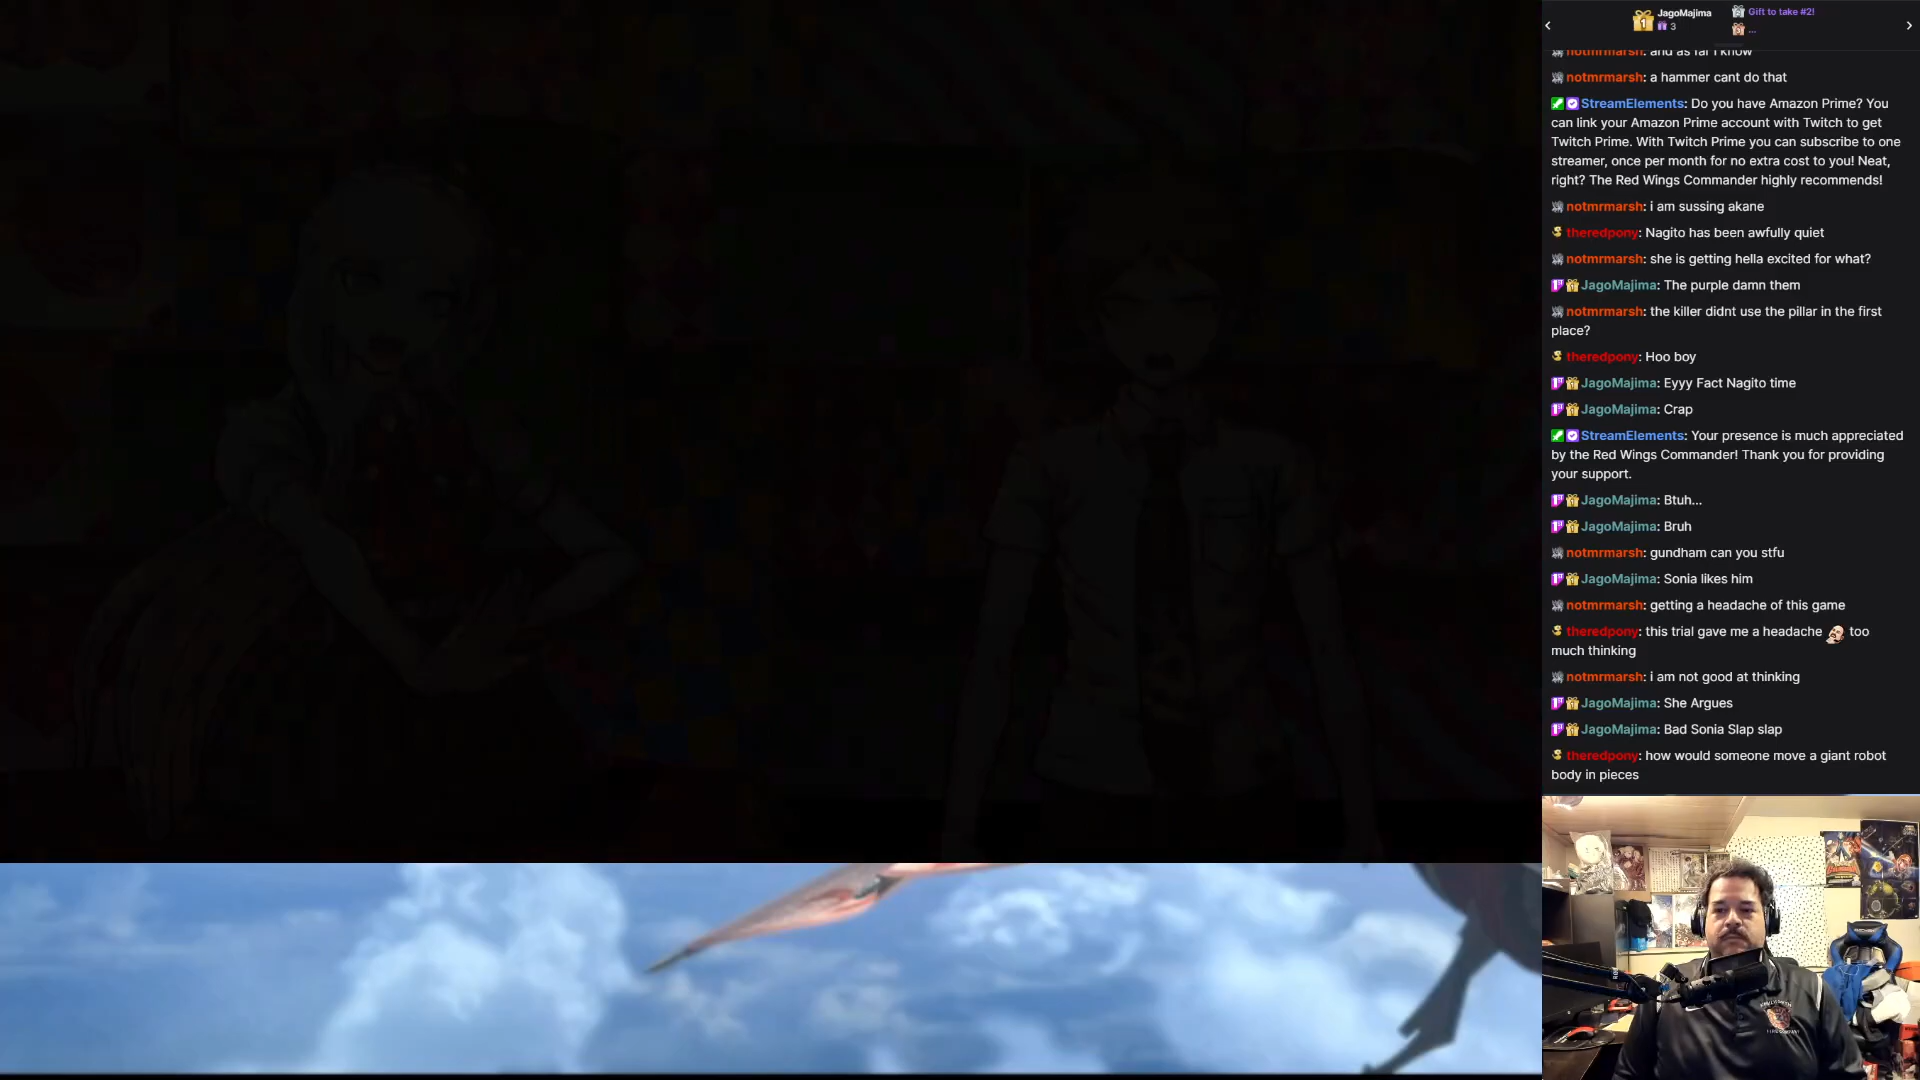 JagoMajima
3
Gift to take #2!
...
notmrmarsh: and as far i know
notmrmarsh: a hammer cant do that
StreamElements: Do you have Amazon Prime? You
can link your Amazon Prime account with Twitch to get
Twitch Prime. With Twitch Prime you can subscribe to one
streamer, once per month for no extra cost to you! Neat,
right? The Red Wings Commander highly recommends!
notmrmarsh: i am sussing akane
theredpony: Nagito has been awfully quiet
notmrmarsh: she is getting hella excited for what?
JagoMajima: The purple damn them
notmrmarsh: the killer didnt use the pillar in the first
place?
theredpony: Hoo boy
JagoMajima: Eyyy Fact Nagito time
JagoMajima: Crap
StreamElements: Your presence is much appreciated
by the Red Wings Commander! Thank you for providing
your support.
JagoMajima: Btuh...
JagoMajima: Bruh
notmrmarsh: gundham can you stfu
JagoMajima: Sonia likes him
notmrmarsh: getting a headache of this game
theredpony: this trial gave me a headache too
much thinking
notmrmarsh: i am not good at thinking
JagoMajima: She Argues
JagoMajima: Bad Sonia Slap slap
theredpony: how would someone move a giant robot
body in pieces